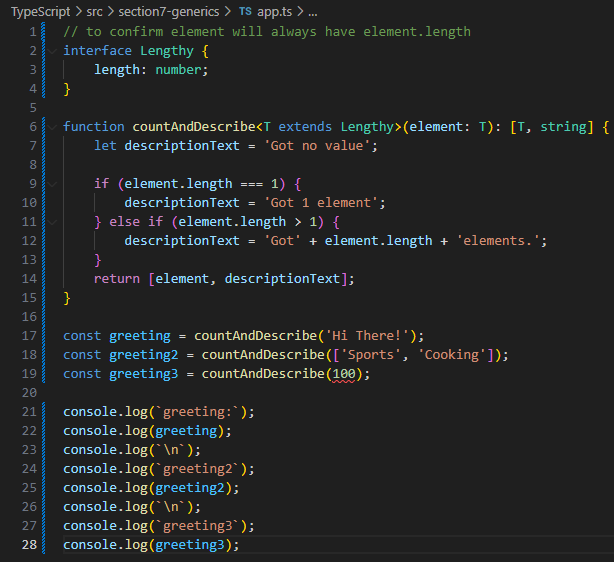 TypeScript > src > section7-generics > TS app.ts > ...
1 // to confirm element will always have element.length
2 interface Lengthy {
3     length: number;
4 }
5
6 function countAndDescribe<T extends Lengthy>(element: T): [T, string] {
7     let descriptionText = 'Got no value';
8
9     if (element.length === 1) {
10         descriptionText = 'Got 1 element';
11     } else if (element.length > 1) {
12         descriptionText = 'Got' + element.length + 'elements.';
13     }
14     return [element, descriptionText];
15 }
16
17 const greeting = countAndDescribe('Hi There!');
18 const greeting2 = countAndDescribe(['Sports', 'Cooking']);
19 const greeting3 = countAndDescribe(100);
20
21 console.log(`greeting:`);
22 console.log(greeting);
23 console.log(`\n`);
24 console.log(`greeting2`);
25 console.log(greeting2);
26 console.log(`\n`);
27 console.log(`greeting3`);
28 console.log(greeting3);